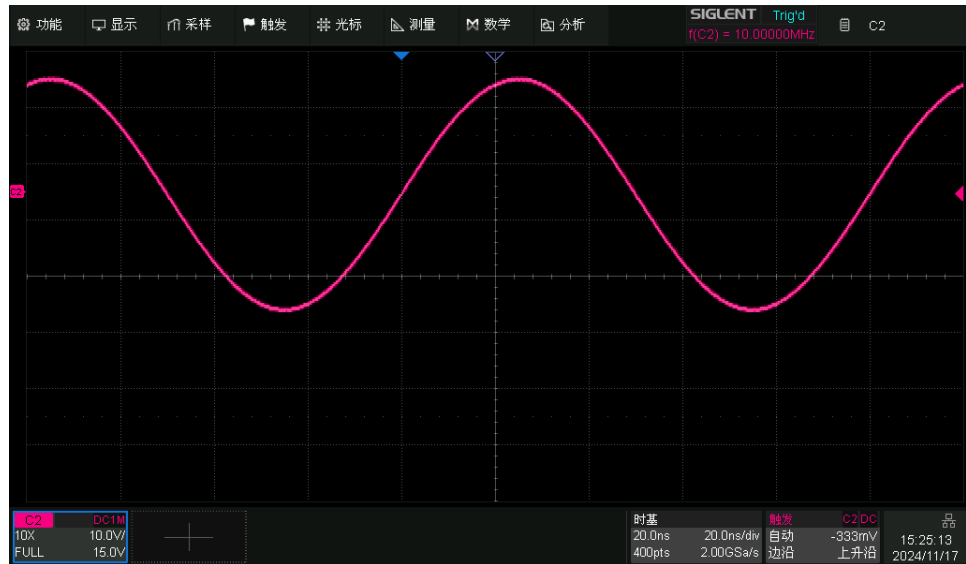 功能 显示 采样 触发 光标 测量 数学 分析 SIGLENT Trig'd C2
f(C2) = 10.00000MHz
C2
C2 DC1M
10X 10.0V/
FULL 15.0V
时基 触发 C2 DC
20.0ns 20.0ns/div 自动 -333mV
400pts 2.00GSa/s 边沿 上升沿
15:25:13
2024/11/17